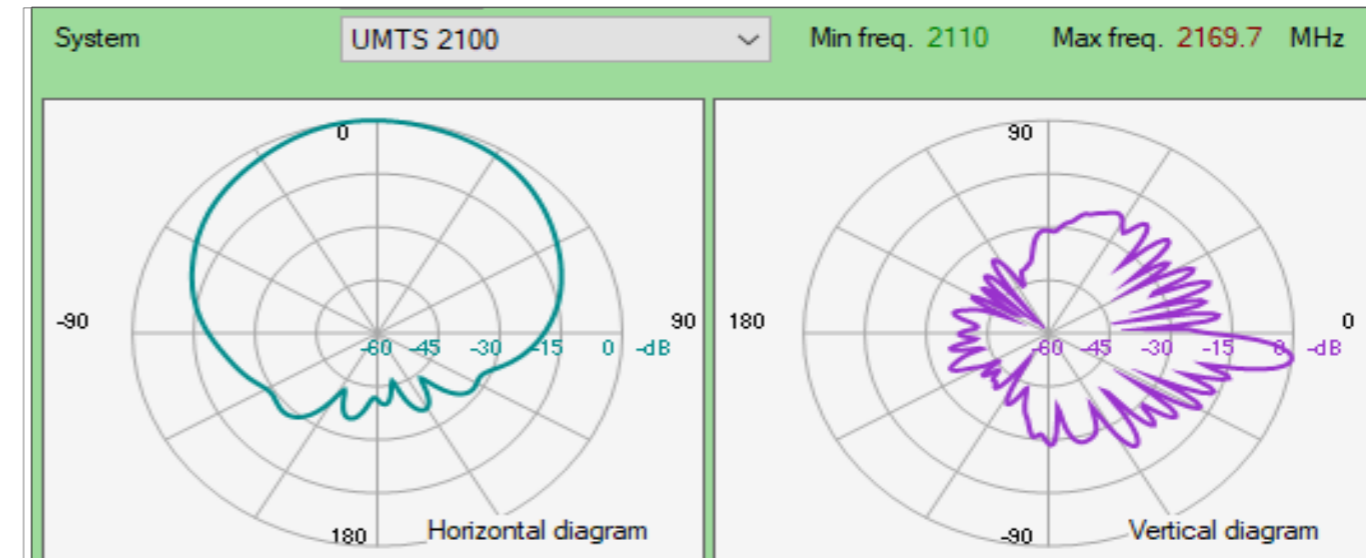 System
UMTS 2100
Min freq. 2110
Max freq. 2169.7 MHz
0
-90
90
-60 -45 -30 -15 0 -dB
180
Horizontal diagram
90
180
0
-60 -45 -30 -15 0 -dB
-90
Vertical diagram